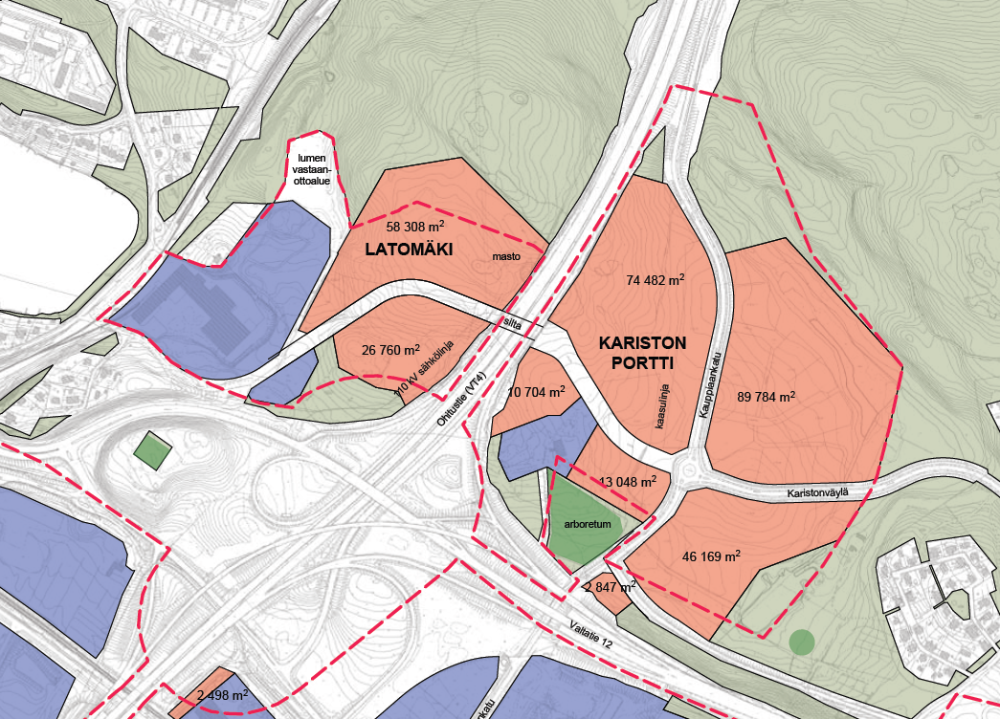 lumen
vastaan-
ottoalue
58 308 m²
LATOMÄKI
masto
74 482 m²
silta
KARISTON
PORTTI
26 760 m²
110 kV sähkölinja
Ohitustie (VT4)
10 704 m²
kaasulinja
Kauppiaankatu
89 784 m²
13 048 m²
Karistonväylä
arboretum
46 169 m²
2 847 m²
Valtatie 12
2 498 m²